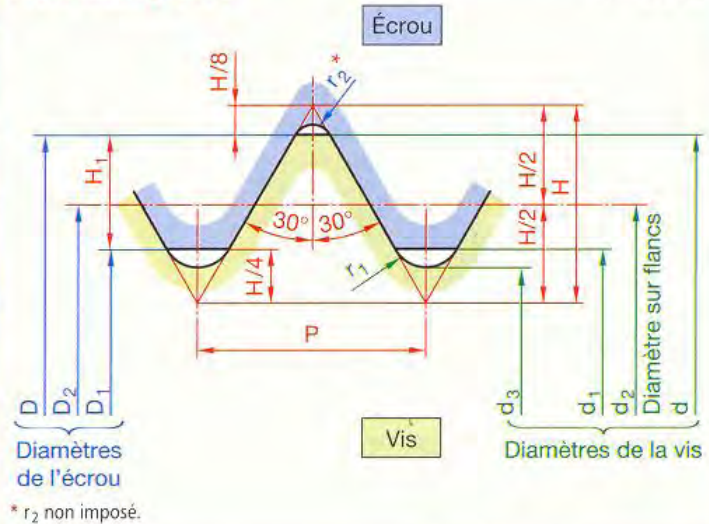 Écrou
H/8
r₂*
H₁
H/2
H
30° 30°
H/2
H/4
r₁
P
D
D₂
D₁
d₃
d₁
d₂
Diamètre sur flancs
d
Diamètres
de l'écrou
Vis
Diamètres de la vis
* r₂ non imposé.